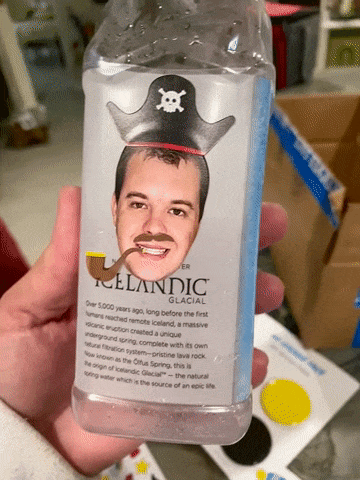 ER
ICELANDIC
GLACIAL
Over 5,000 years ago, long before the first
humans reached remote Iceland, a massive
volcanic eruption created a unique
underground spring, complete with its own
natural filtration system—pristine lava rock.
Now known as the Ölfus Spring, this is
the origin of Icelandic Glacial™ — the natural
spring water which is the source of an epic life.